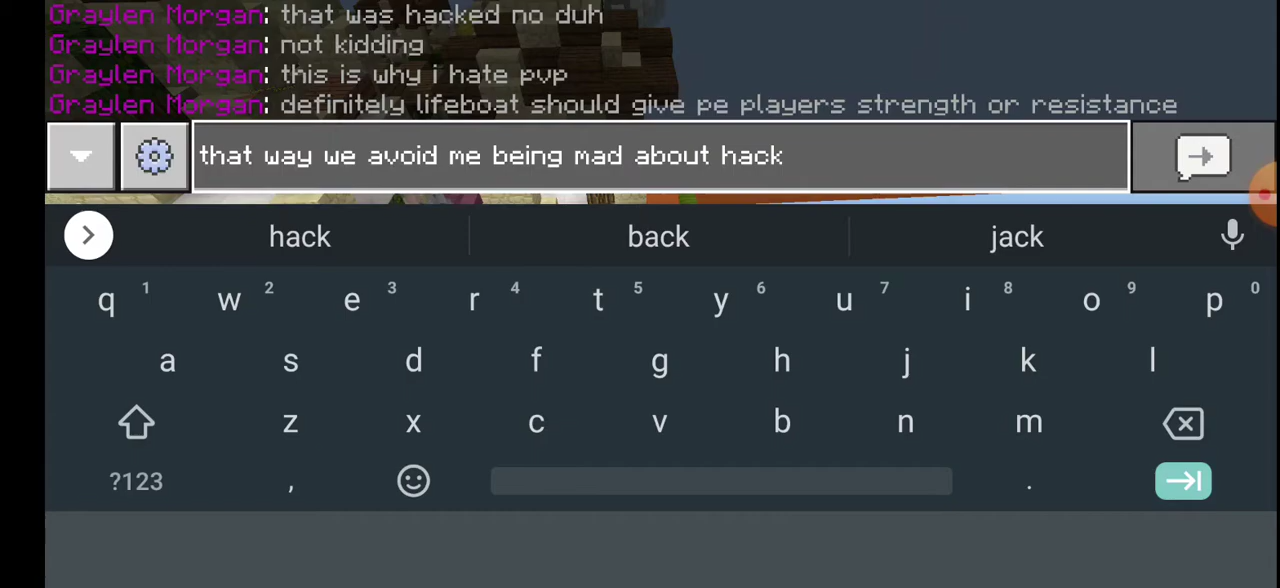 Graylen Morgan: that was hacked no duh
Graylen Morgan: not kidding
Graylen Morgan: this is why i hate pvp
Graylen Morgan: definitely lifeboat should give pe players strength or resistance
that way we avoid me being mad about hack
hack back jack
q 1 w 2 e 3 r 4 t 5 y 6 u 7 i 8 o 9 p 0
a s d f g h j k l
z x c v b n m
?123 , .